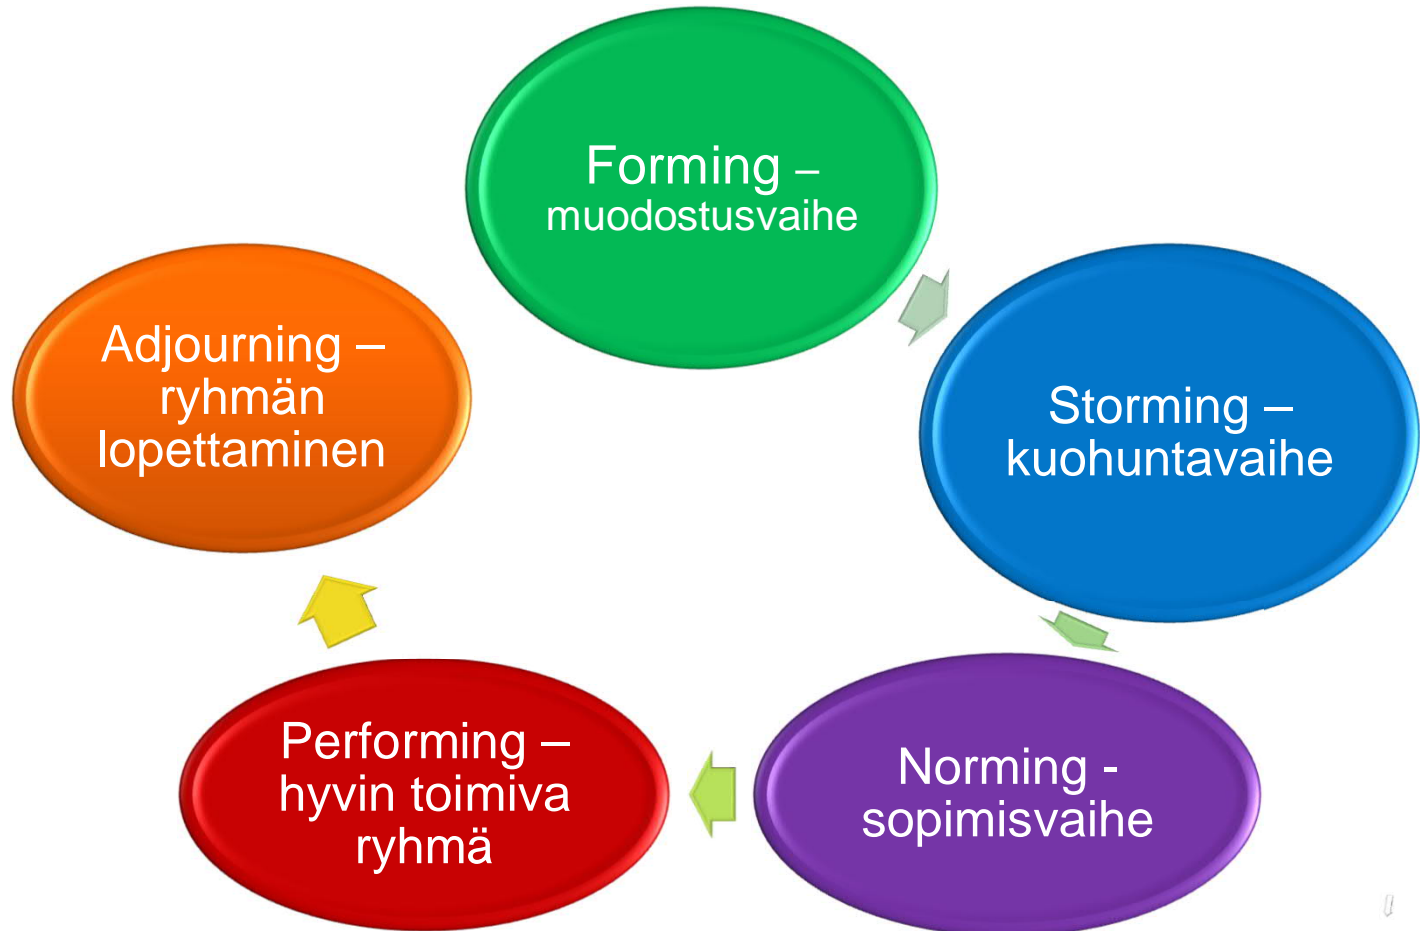 Forming –
muodostusvaihe
Storming –
kuohuntavaihe
Norming -
sopimisvaihe
Performing –
hyvin toimiva
ryhmä
Adjourning –
ryhmän
lopettaminen